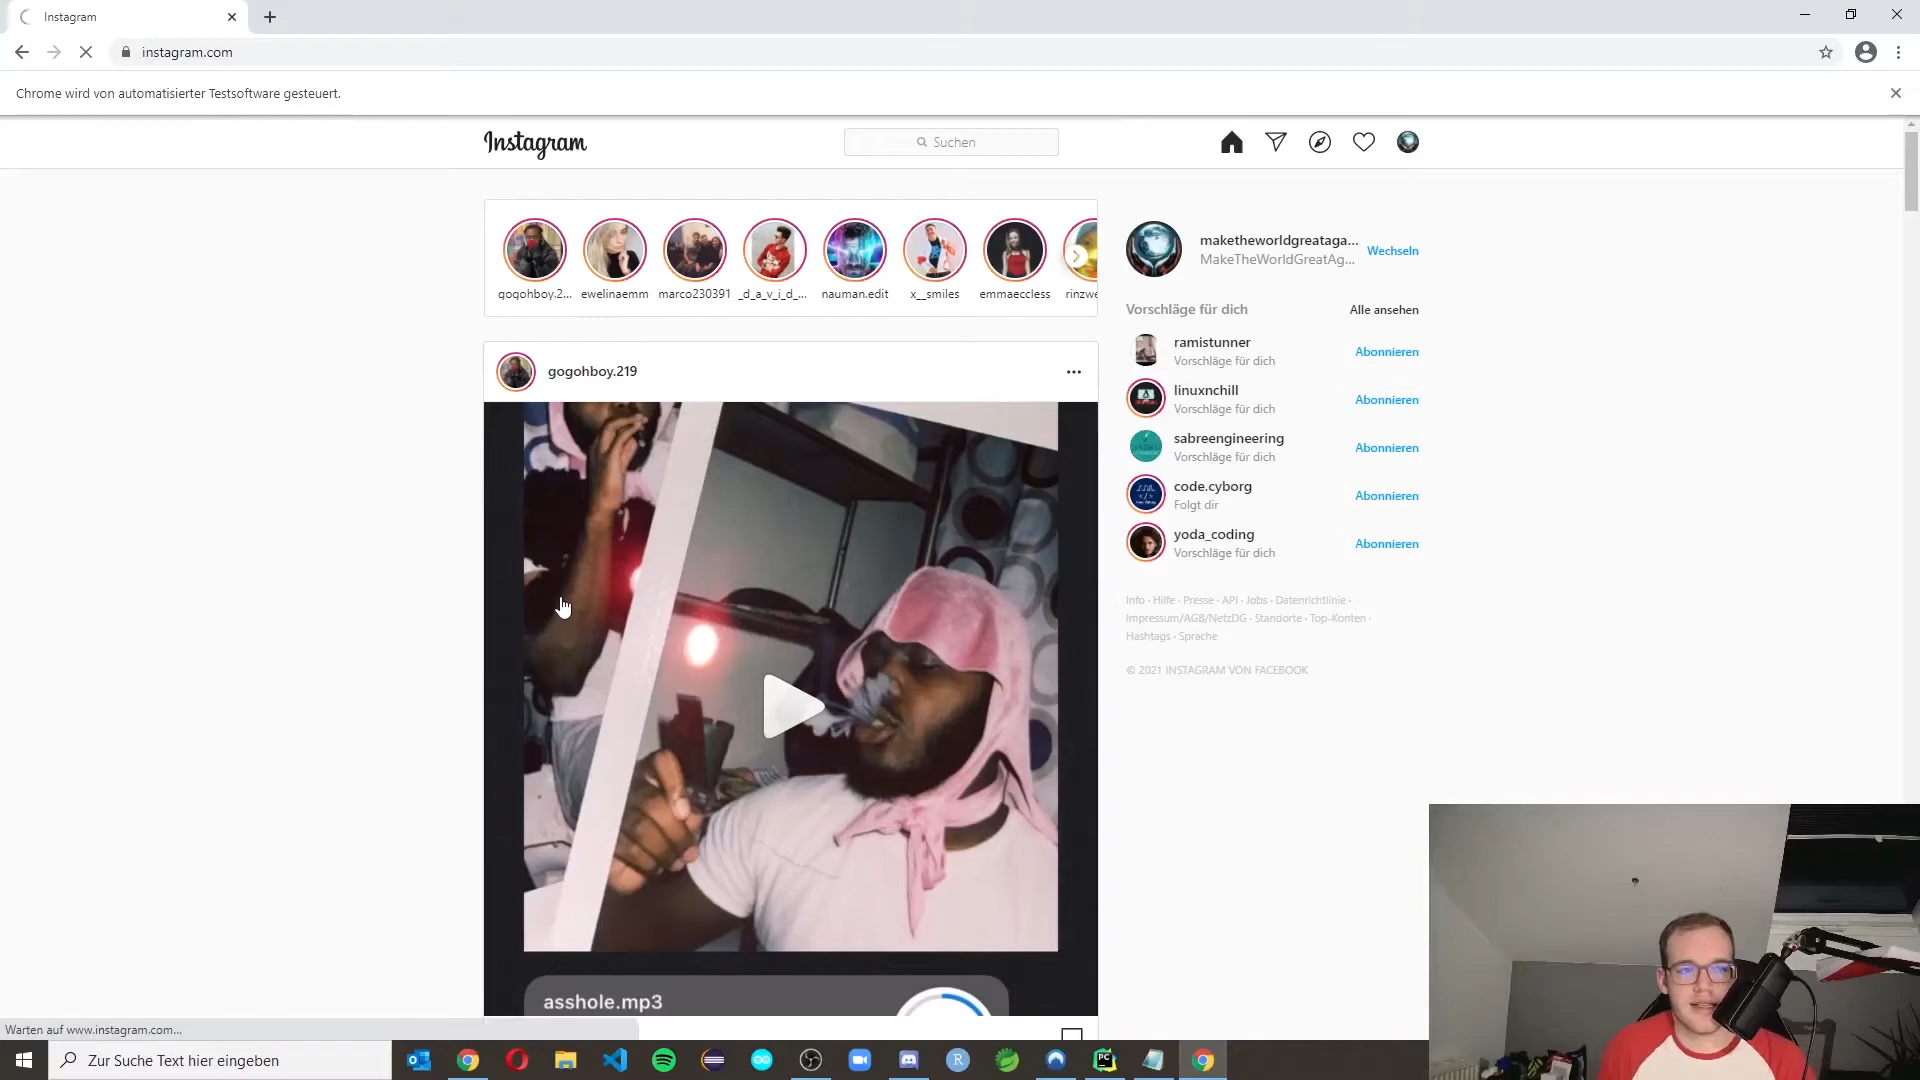 Instagram
instagram.com
Chrome wird von automatisierter Testsoftware gesteuert.
Instagram
Suchen
gogohboy.2...
ewelinaemm
marco230391
_d_a_v_i_d_...
nauman.edit
x__smiles
emmaeccless
rinzwe
maketheworldgreataga...
MakeTheWorldGreatAg...
Wechseln
Vorschläge für dich
Alle ansehen
gogohboy.219
ramistunner
Vorschläge für dich
Abonnieren
linuxnchill
Vorschläge für dich
Abonnieren
sabreengineering
Vorschläge für dich
Abonnieren
code.cyborg
Folgt dir
Abonnieren
yoda_coding
Vorschläge für dich
Abonnieren
Info · Hilfe · Presse · API · Jobs · Datenrichtlinie ·
Impressum/AGB/NetzDG · Standorte · Top-Konten ·
Hashtags · Sprache
© 2021 INSTAGRAM VON FACEBOOK
asshole.mp3
Warten auf www.instagram.com...
Zur Suche Text hier eingeben